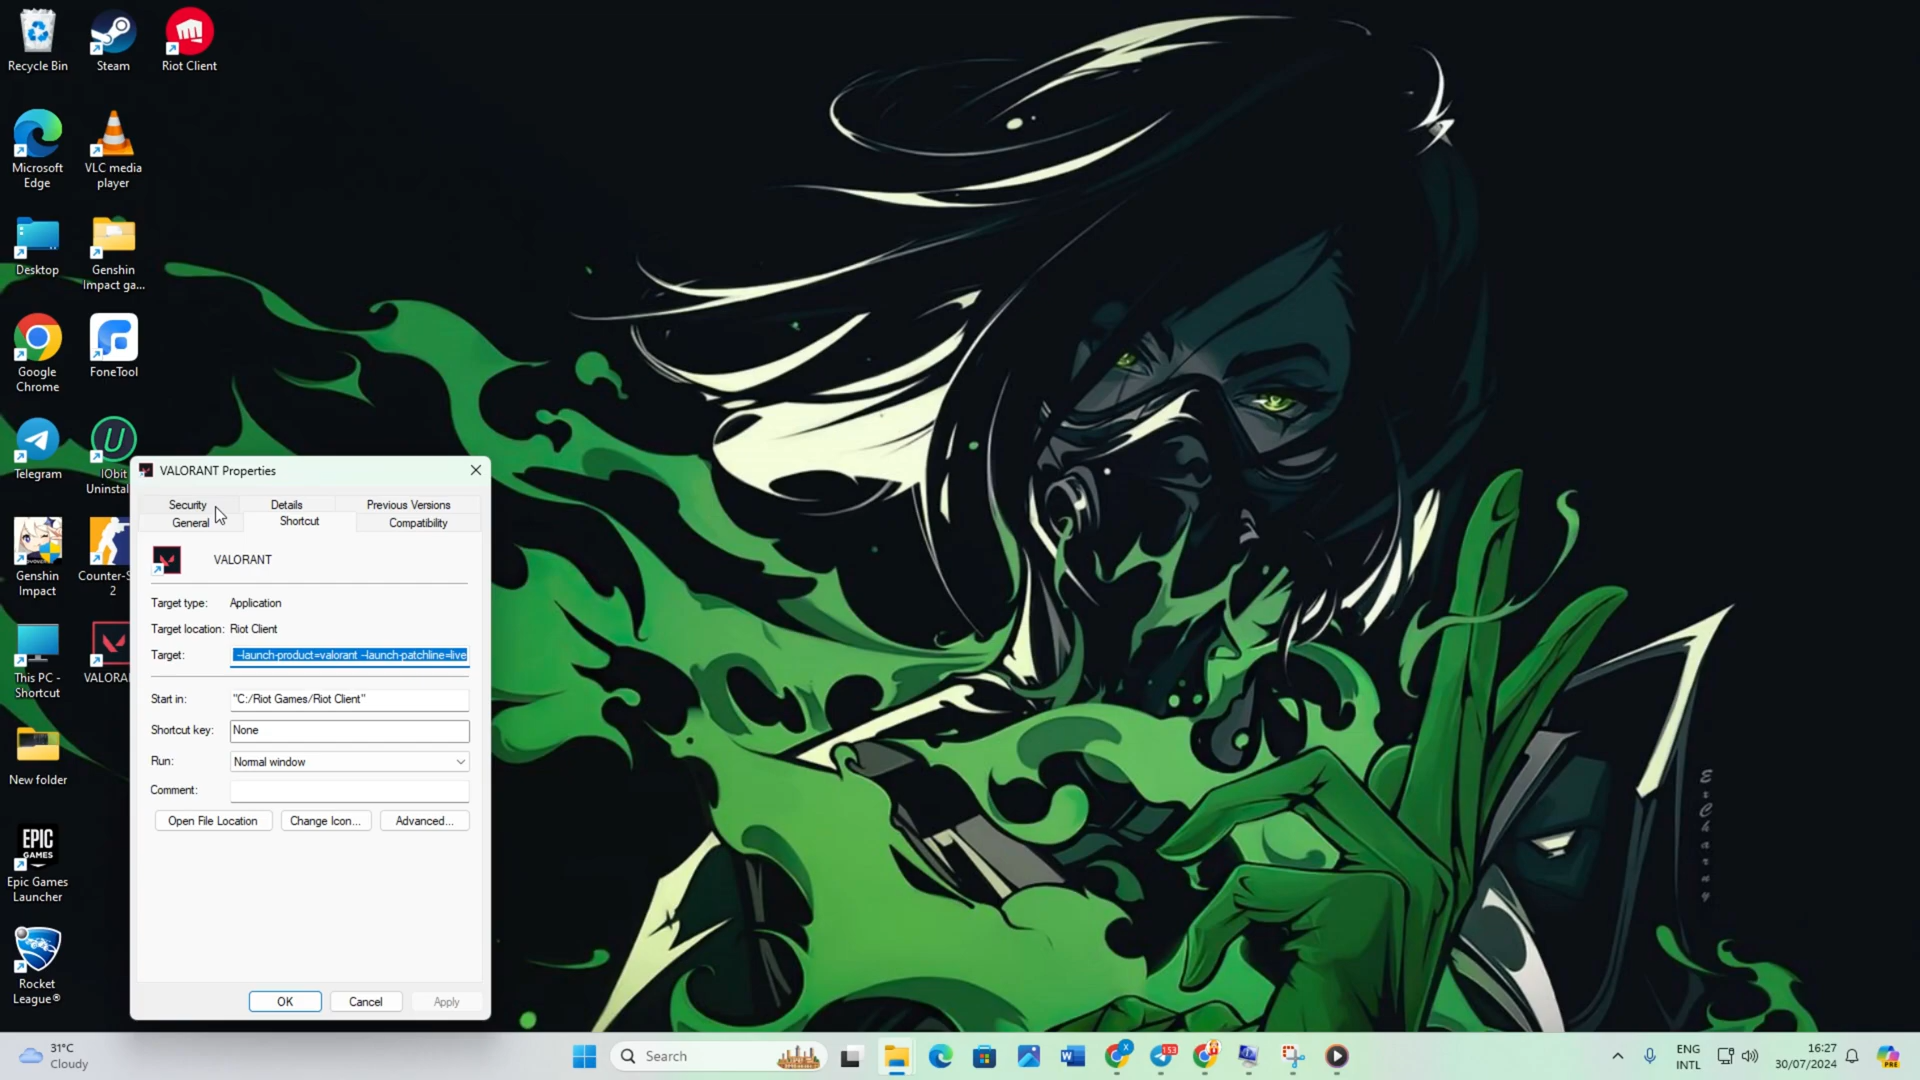 Recycle Bin
Steam
Riot Client
Microsoft
Edge
VLC media
player
Desktop
Genshin
Impact ga...
Google
Chrome
FoneTool
Telegram
IObit
Uninstal
Genshin
Impact
Counter-S
2
This PC -
Shortcut
VALORA
New folder
EPIC
GAMES
Epic Games
Launcher
Rocket
League®
VALORANT Properties
Security
Details
Previous Versions
General
Shortcut
Compatibility
VALORANT
Target type: Application
Target location: Riot Client
Target: --launch-product=valorant --launch-patchline=live
Start in: "C:/Riot Games/Riot Client"
Shortcut key: None
Run: Normal window
Comment:
Open File Location
Change Icon...
Advanced...
OK
Cancel
Apply
31°C
Cloudy
Search
X
153
ENG
INTL
16:27
30/07/2024
PRE